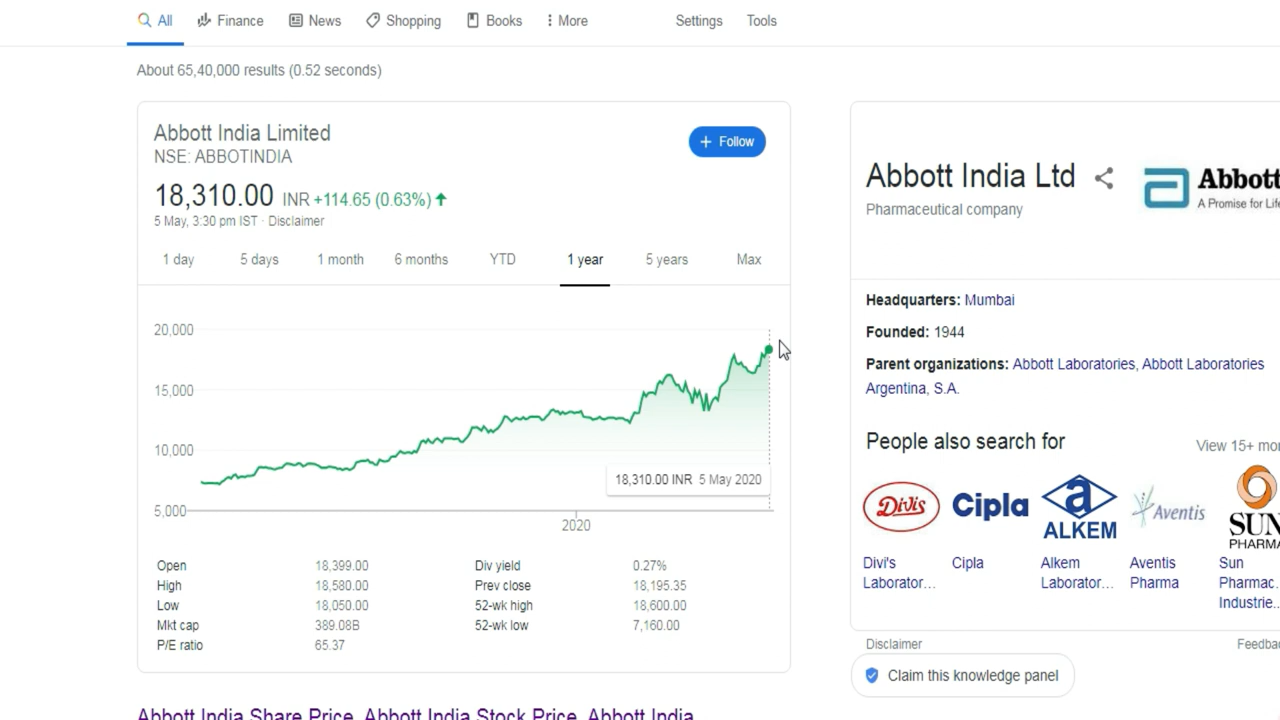 All Finance News Shopping Books More Settings Tools
About 65,40,000 results (0.52 seconds)
Abbott India Limited
NSE: ABBOTINDIA
+ Follow
18,310.00 INR +114.65 (0.63%)
5 May, 3:30 pm IST · Disclaimer
1 day 5 days 1 month 6 months YTD 1 year 5 years Max
20,000
15,000
10,000
5,000
18,310.00 INR 5 May 2020
2020
Open 18,399.00 Div yield 0.27%
High 18,580.00 Prev close 18,195.35
Low 18,050.00 52-wk high 18,600.00
Mkt cap 389.08B 52-wk low 7,160.00
P/E ratio 65.37
Abbott India Share Price, Abbott India Stock Price, Abbott India
Abbott India Ltd
Pharmaceutical company
a Abbott
A Promise for Life
Headquarters: Mumbai
Founded: 1944
Parent organizations: Abbott Laboratories, Abbott Laboratories
Argentina, S.A.
People also search for
View 15+ mor
Divis Cipla a ALKEM Aventis SUN
PHARMA
Divi's Cipla Alkem Aventis Sun
Laborator... Laborator... Pharma Pharmac...
Industrie...
Disclaimer Feedbac
Claim this knowledge panel